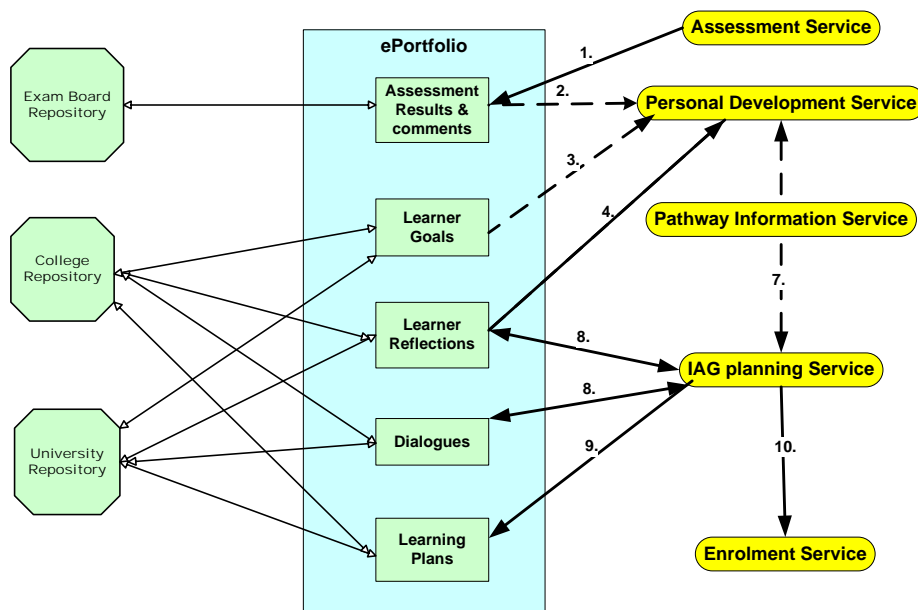 ePortfolio
Exam Board
Repository
College
Repository
University
Repository
Assessment
Results &
comments
Learner
Goals
Learner
Reflections
Dialogues
Learning
Plans
Assessment Service
Personal Development Service
Pathway Information Service
IAG planning Service
Enrolment Service
1.
2.
3.
4.
7.
8.
8.
9.
10.